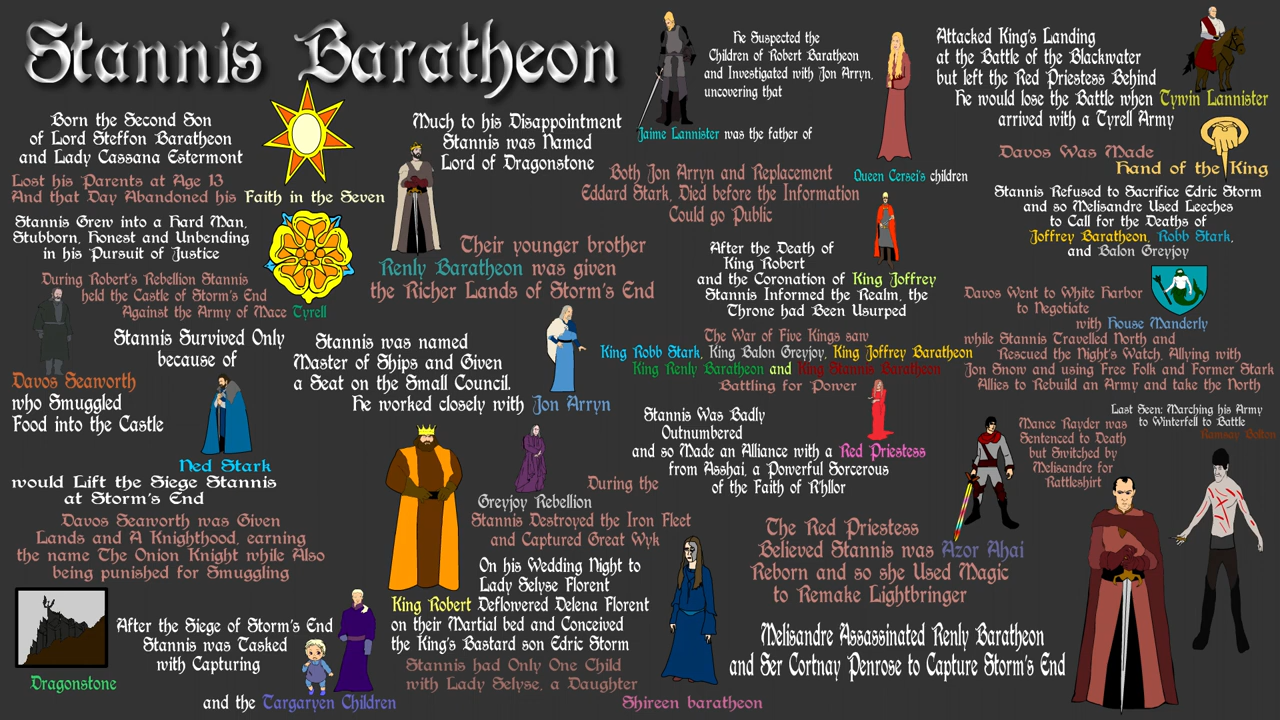 Stannis Baratheon
Born the Second Son
of Lord Steffon Baratheon
and Lady Cassana Estermont
Lost his Parents at Age 13
And that Day Abandoned his Faith in the Seven
Stannis Grew into a Hard Man,
Stubborn, Honest and Unbending
in his Pursuit of Justice
During Robert's Rebellion Stannis
held the Castle of Storm's End
Against the Army of Mace Tyrell
Stannis Survived Only
because of
Davos Seaworth
who Smuggled
Food into the Castle
Ned Stark
would Lift the Siege Stannis
at Storm's End
Davos Seaworth was Given
Lands and A Knighthood, earning
the name The Onion Knight while Also
being punished for Smuggling
Dragonstone
After the Siege of Storm's End
Stannis was Tasked
with Capturing
and the Targaryen Children
Much to his Disappointment
Stannis was Named
Lord of Dragonstone
Their younger brother
Renly Baratheon was given
the Richer Lands of Storm's End
Stannis was named
Master of Ships and Given
a Seat on the Small Council.
He worked closely with Jon Arryn
During the
Greyjoy Rebellion
Stannis Destroyed the Iron Fleet
and Captured Great Wyk
On his Wedding Night to
Lady Selyse Florent
King Robert Deflowered Delena Florent
on their Martial bed and Conceived
the King's Bastard son Edric Storm
Stannis had Only One Child
with Lady Selyse, a Daughter
Shireen baratheon
He Suspected the
Children of Robert Baratheon
and Investigated with Jon Arryn,
uncovering that
Jaime Lannister was the father of
Queen Cersei's children
Both Jon Arryn and Replacement
Eddard Stark, Died before the Information
Could go Public
After the Death of
King Robert
and the Coronation of King Joffrey
Stannis Informed the Realm, the
Throne had Been Usurped
The War of Five Kings saw
King Robb Stark, King Balon Greyjoy, King Joffrey Baratheon
King Renly Baratheon and King Stannis Baratheon
Battling for Power
Stannis Was Badly
Outnumbered
and so Made an Alliance with a Red Priestess
from Asshai, a Powerful Sorcerous
of the Faith of R'hllor
The Red Priestess
Believed Stannis was Azor Ahai
Reborn and so she Used Magic
to Remake Lightbringer
Melisandre Assassinated Renly Baratheon
and Ser Cortnay Penrose to Capture Storm's End
Attacked King's Landing
at the Battle of the Blackwater
but left the Red Priestess Behind
He would lose the Battle when Tywin Lannister
arrived with a Tyrell Army
Davos Was Made
Hand of the King
Stannis Refused to Sacrifice Edric Storm
and so Melisandre Used Leeches
to Call for the Deaths of
Joffrey Baratheon, Robb Stark,
and Balon Greyjoy
Davos Went to White Harbor
to Negotiate
with House Manderly
while Stannis Travelled North and
Rescued the Night's Watch, Allying with
Jon Snow and using Free Folk and Former Stark
Allies to Rebuild an Army and take the North
Mance Rayder was
Sentenced to Death
but Switched by
Melisandre for
Rattleshirt
Last Seen: Marching his Army
to Winterfell to Battle
Ramsay Bolton